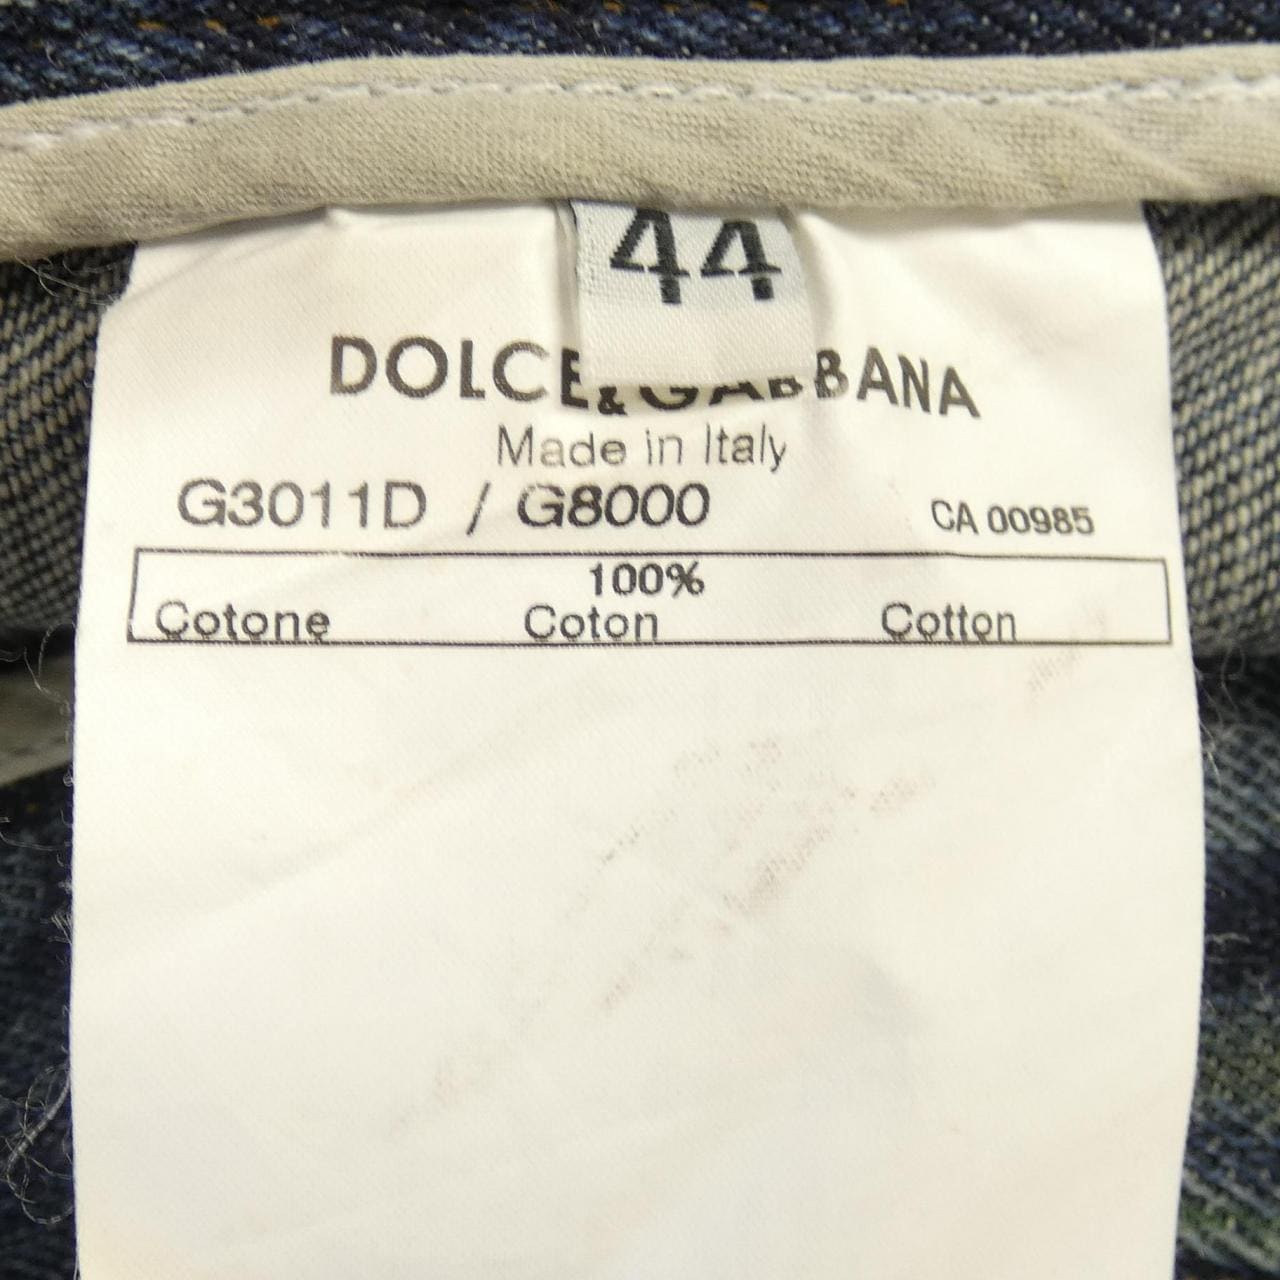 44
DOLCE&GABBANA
Made in Italy
G3011D / G8000 CA 00985
100%
Cotone Coton Cotton